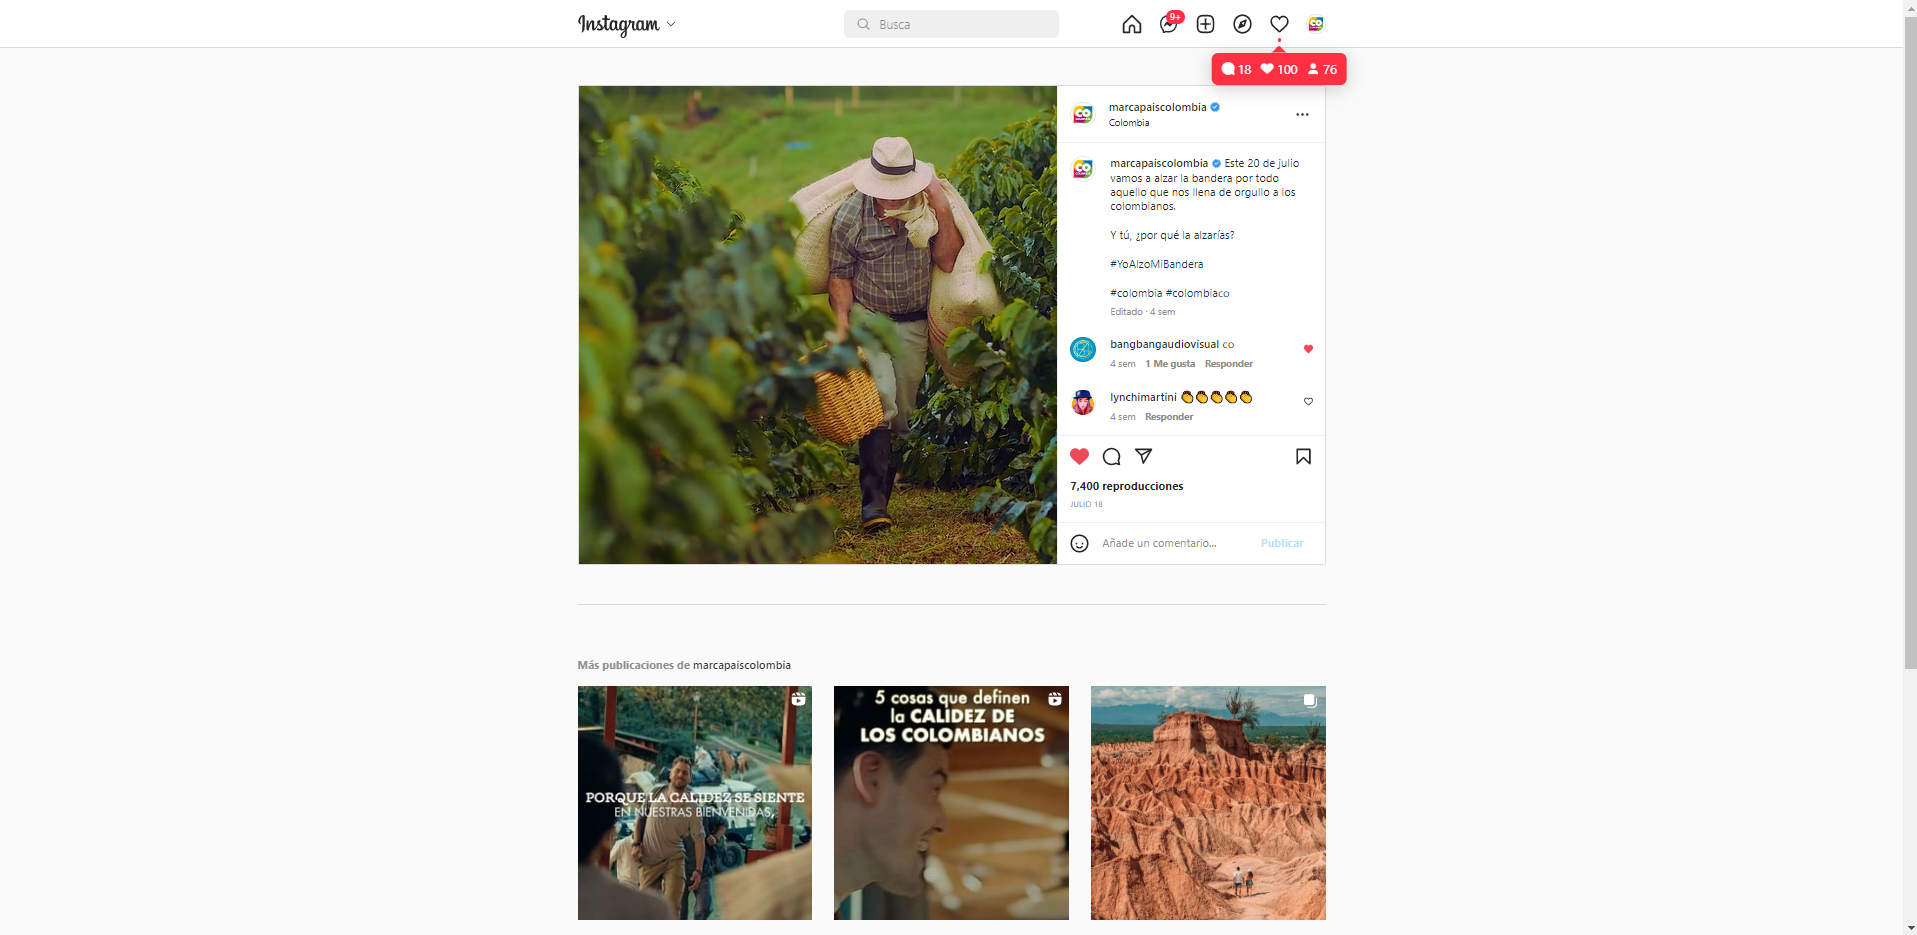 Instagram
Busca
9+
18 100 76
marcapaiscolombia
Colombia
marcapaiscolombia Este 20 de julio
vamos a alzar la bandera por todo
aquello que nos llena de orgullo a los
colombianos.
Y tú, ¿por qué la alzarías?
#YoAlzoMiBandera
#colombia #colombiaco
Editado · 4 sem
bangbangaudiovisual co
4 sem 1 Me gusta Responder
lynchimartini 👏👏👏👏👏
4 sem Responder
7,400 reproducciones
JULIO 16
Añade un comentario... Publicar
Más publicaciones de marcapaiscolombia
PORQUE LA CALIDEZ SE SIENTE
EN NUESTRAS BIENVENIDAS,
5 cosas que definen
la CALIDEZ DE
LOS COLOMBIANOS